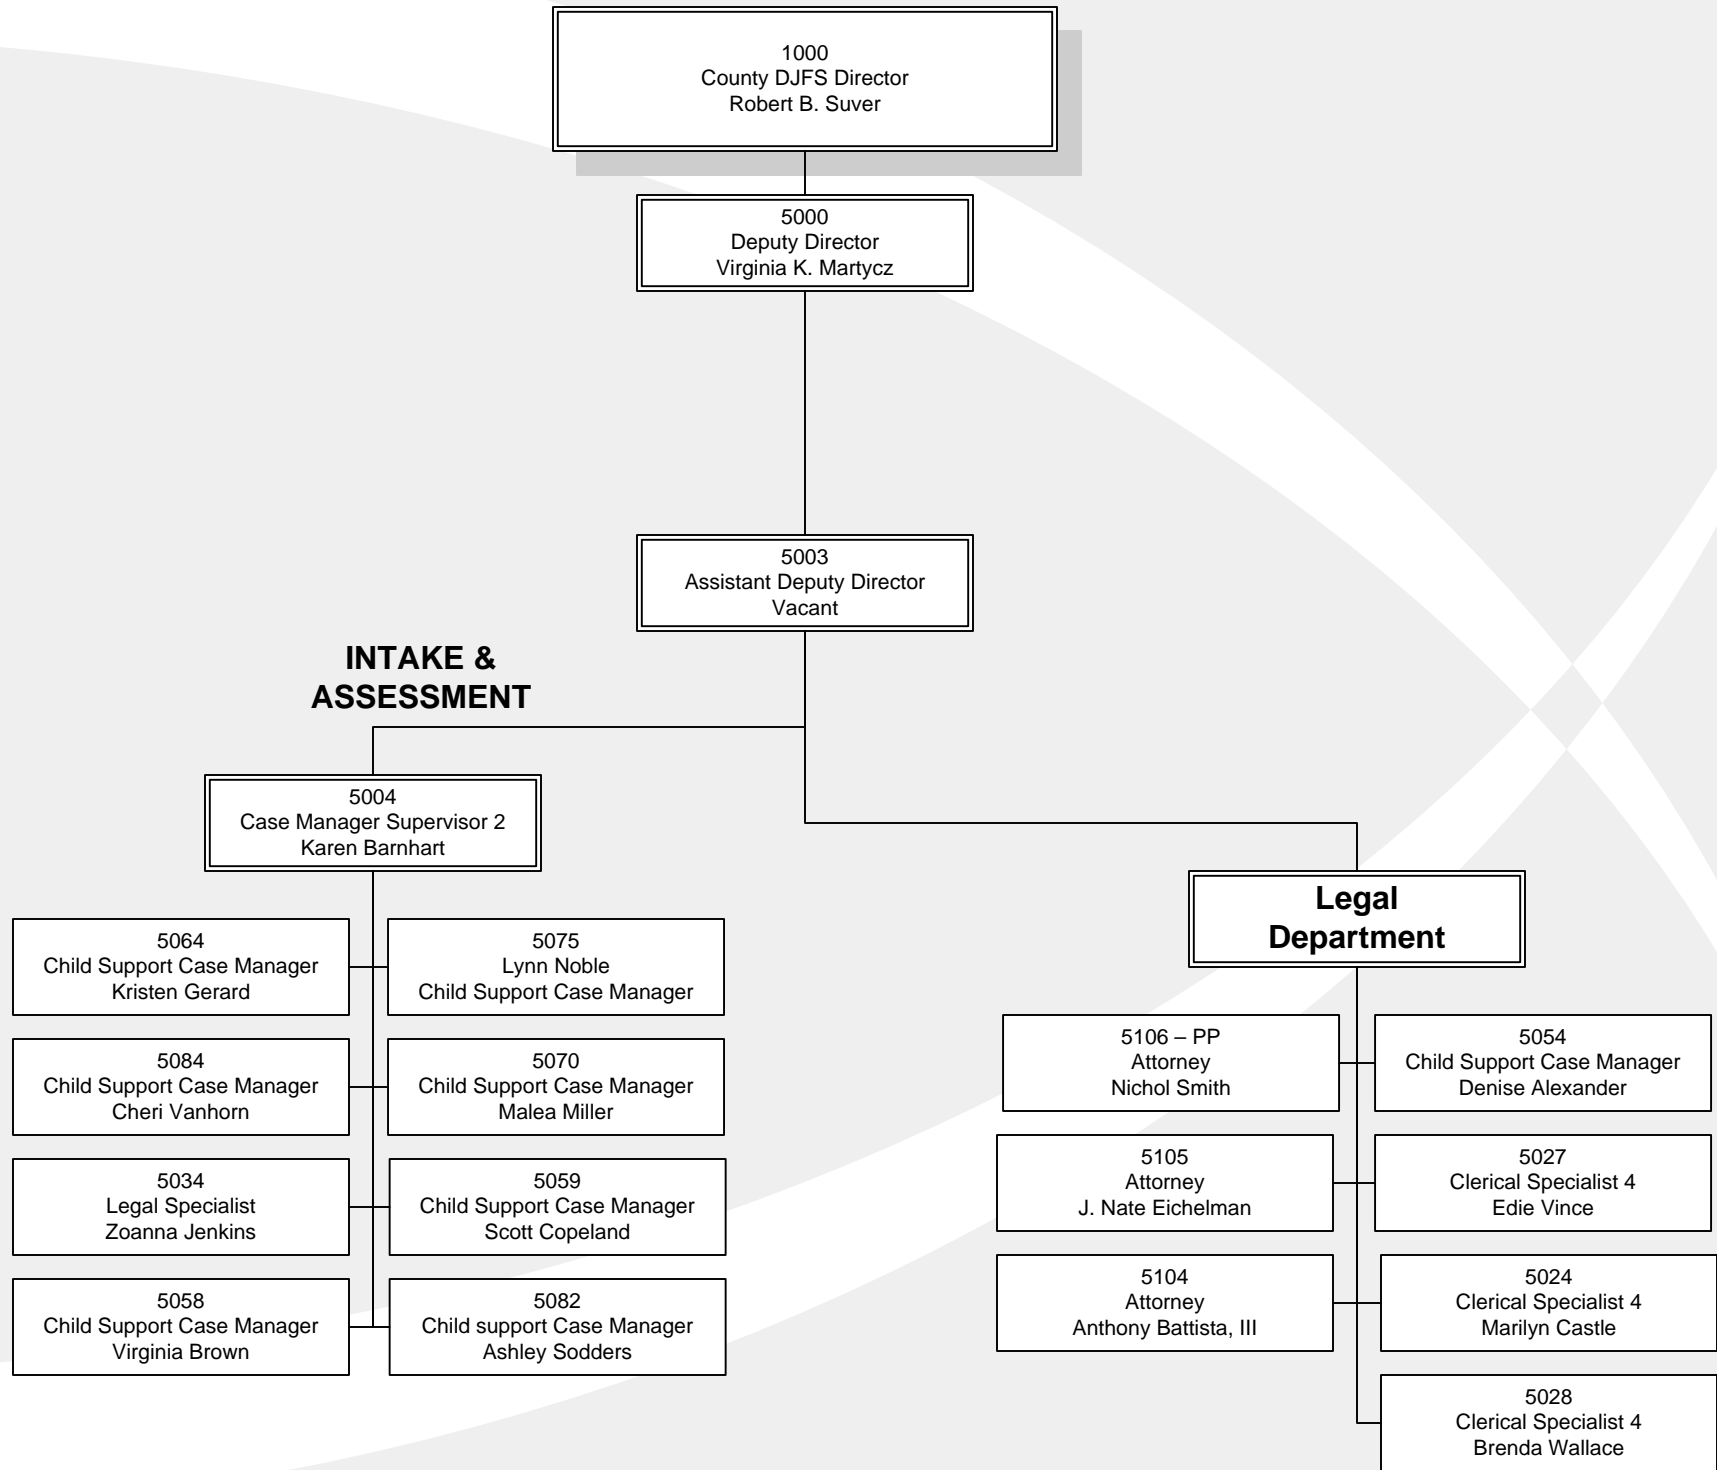 1000
County DJFS Director
Robert B. Suver
5000
Deputy Director
Virginia K. Martycz
5003
Assistant Deputy Director
Vacant
INTAKE &
ASSESSMENT
5004
Case Manager Supervisor 2
Karen Barnhart
5064
Child Support Case Manager
Kristen Gerard
5075
Lynn Noble
Child Support Case Manager
5084
Child Support Case Manager
Cheri Vanhorn
5070
Child Support Case Manager
Malea Miller
5034
Legal Specialist
Zoanna Jenkins
5059
Child Support Case Manager
Scott Copeland
5058
Child Support Case Manager
Virginia Brown
5082
Child support Case Manager
Ashley Sodders
Legal
Department
5106 – PP
Attorney
Nichol Smith
5054
Child Support Case Manager
Denise Alexander
5105
Attorney
J. Nate Eichelman
5027
Clerical Specialist 4
Edie Vince
5104
Attorney
Anthony Battista, III
5024
Clerical Specialist 4
Marilyn Castle
5028
Clerical Specialist 4
Brenda Wallace